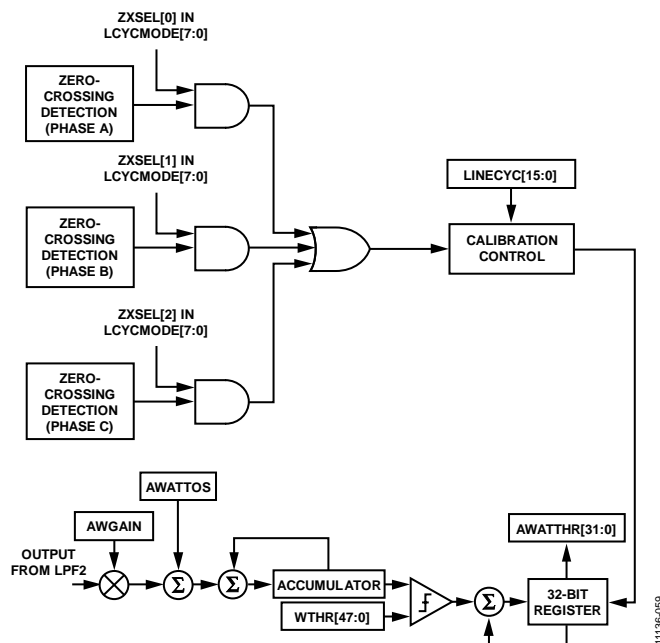 ZXSEL[0] IN
LCYCMODE[7:0]
ZERO-
CROSSING
DETECTION
(PHASE A)
ZXSEL[1] IN
LCYCMODE[7:0]
ZERO-
CROSSING
DETECTION
(PHASE B)
LINECYC[15:0]
CALIBRATION
CONTROL
ZXSEL[2] IN
LCYCMODE[7:0]
ZERO-
CROSSING
DETECTION
(PHASE C)
AWATTOS
AWGAIN
AWATTHR[31:0]
OUTPUT
FROM LPF2
Σ
Σ
ACCUMULATOR
WTHR[47:0]
Σ
32-BIT
REGISTER
11136-059